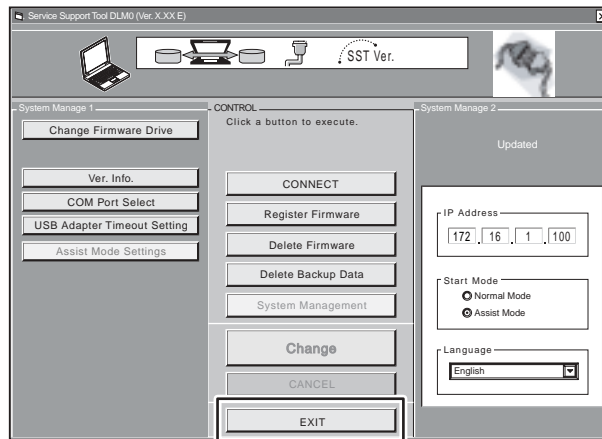 Service Support Tool DLM0 (Ver. X.XX E)
SST Ver.
System Manage 1
Change Firmware Drive
Ver. Info.
COM Port Select
USB Adapter Timeout Setting
Assist Mode Settings
CONTROL
Click a button to execute.
CONNECT
Register Firmware
Delete Firmware
Delete Backup Data
System Management
Change
CANCEL
EXIT
System Manage 2
Updated
IP Address
172 . 16 . 1 . 100
Start Mode
Normal Mode
Assist Mode
Language
English